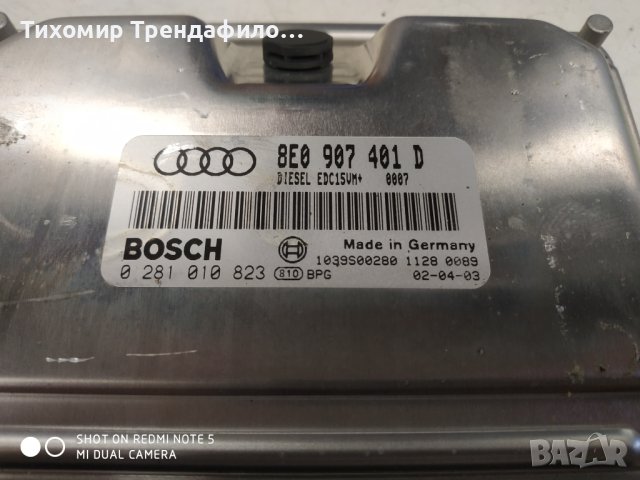 Тихомир Трендафило...
8E0 907 401 D
DIESEL EDC15VM+ 0007
BOSCH
Made in Germany
0 281 010 823 810 BPG
1039S00280 1128 0089
02-04-03
SHOT ON REDMI NOTE 5
MI DUAL CAMERA
BAZAR